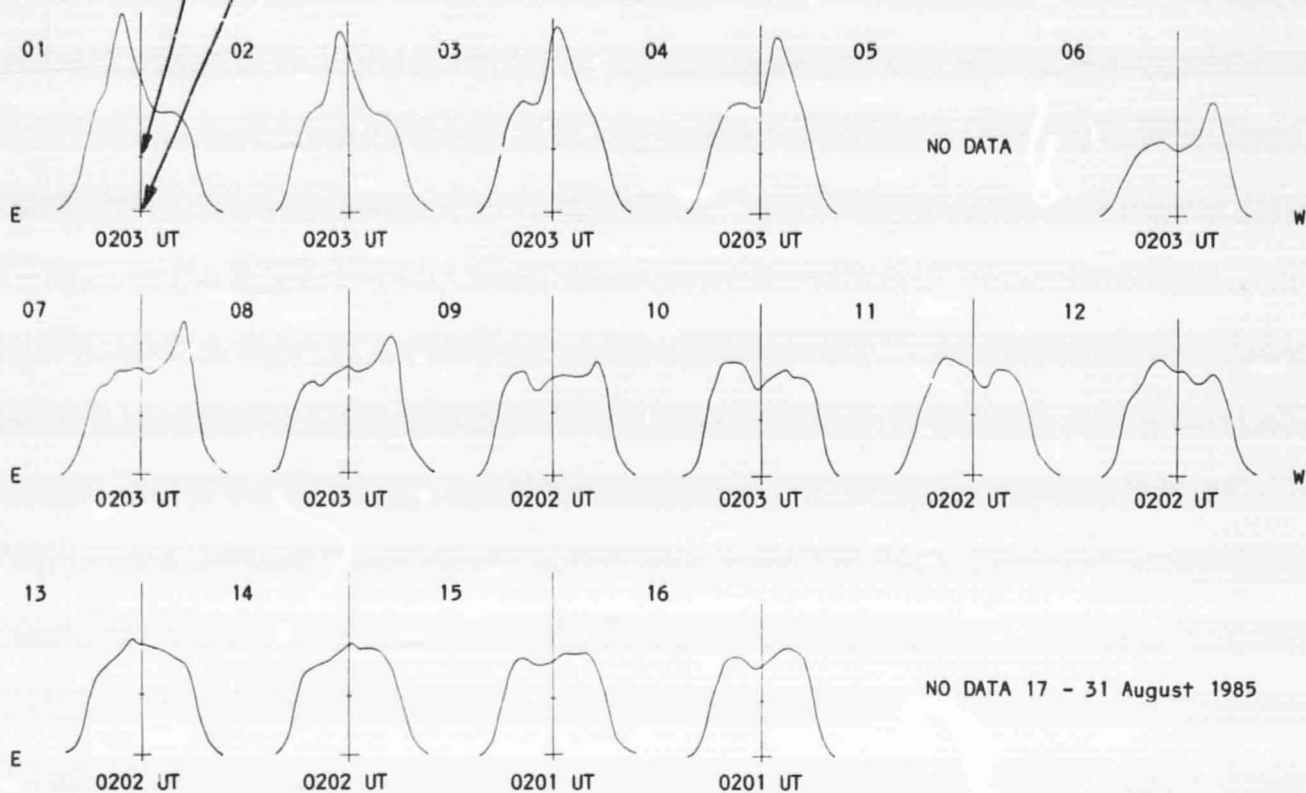 01 02 03 04 05 06
NO DATA
E W
0203 UT 0203 UT 0203 UT 0203 UT 0203 UT
07 08 09 10 11 12
E W
0203 UT 0203 UT 0202 UT 0203 UT 0202 UT 0202 UT
13 14 15 16
NO DATA 17 - 31 August 1985
E
0202 UT 0202 UT 0201 UT 0201 UT